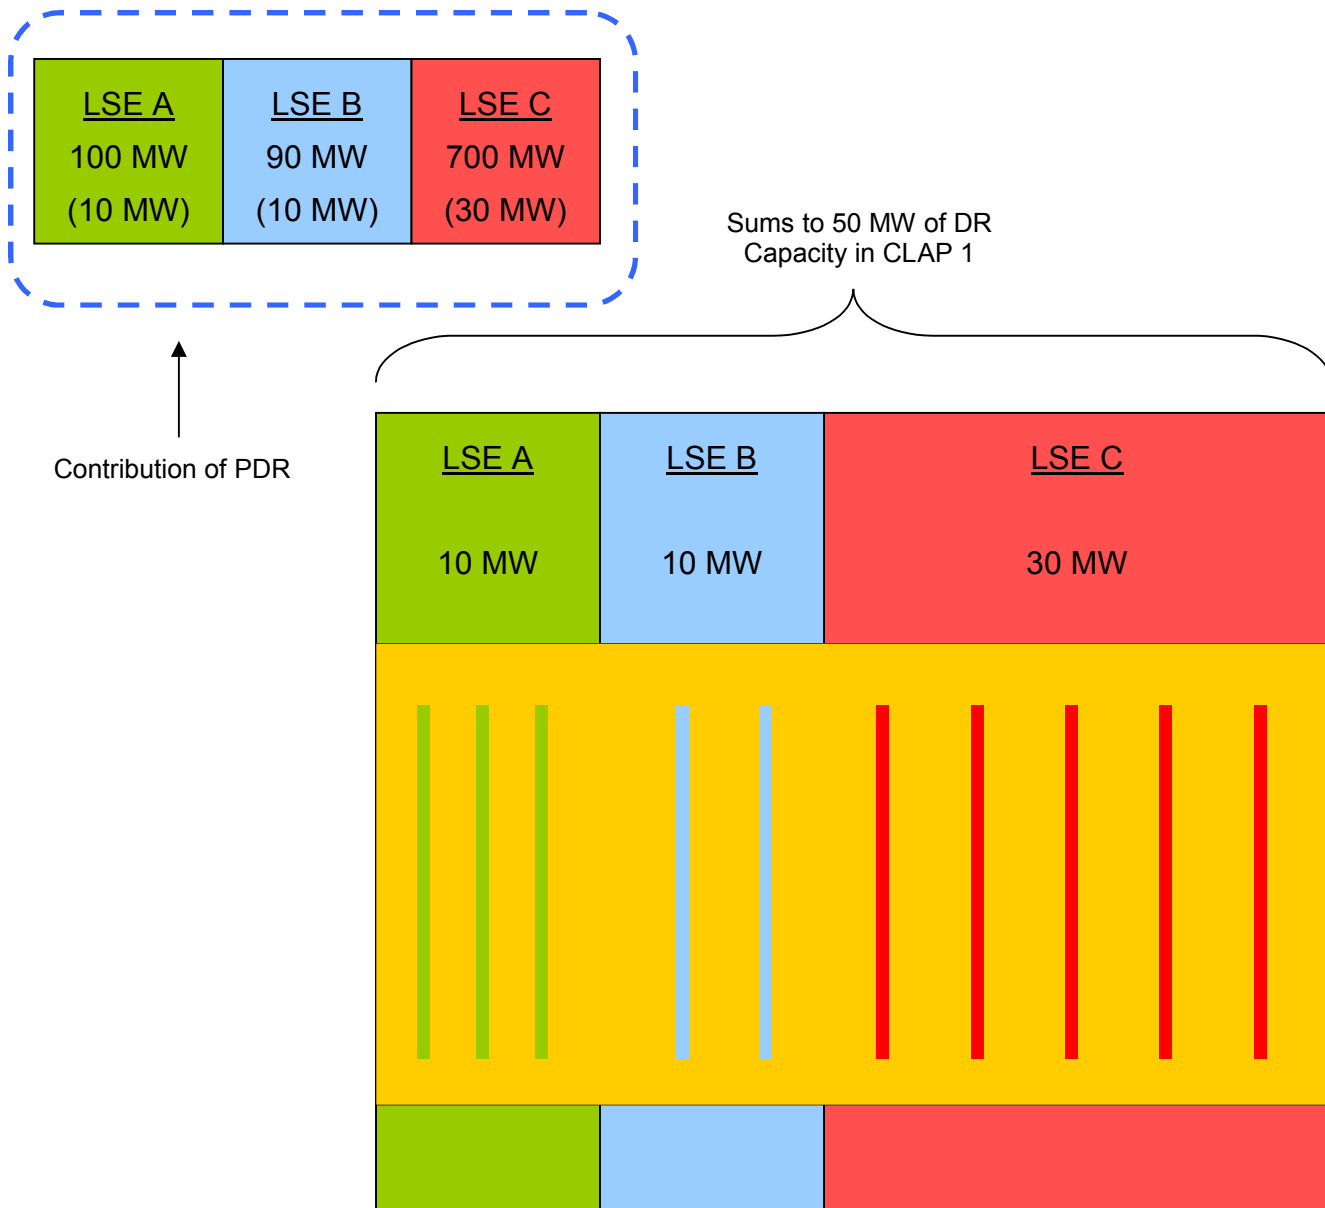 LSE A
100 MW
(10 MW)
LSE B
90 MW
(10 MW)
LSE C
700 MW
(30 MW)
Sums to 50 MW of DR
Capacity in CLAP 1
Contribution of PDR
LSE A
10 MW
LSE B
10 MW
LSE C
30 MW